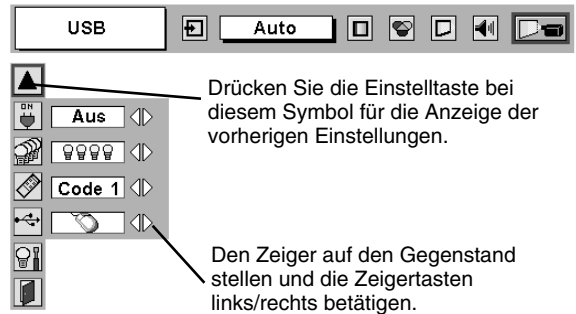 USB
Auto
Drücken Sie die Einstelltaste bei
diesem Symbol für die Anzeige der
vorherigen Einstellungen.
ON
Aus
Code 1
Den Zeiger auf den Gegenstand
stellen und die Zeigertasten
links/rechts betätigen.